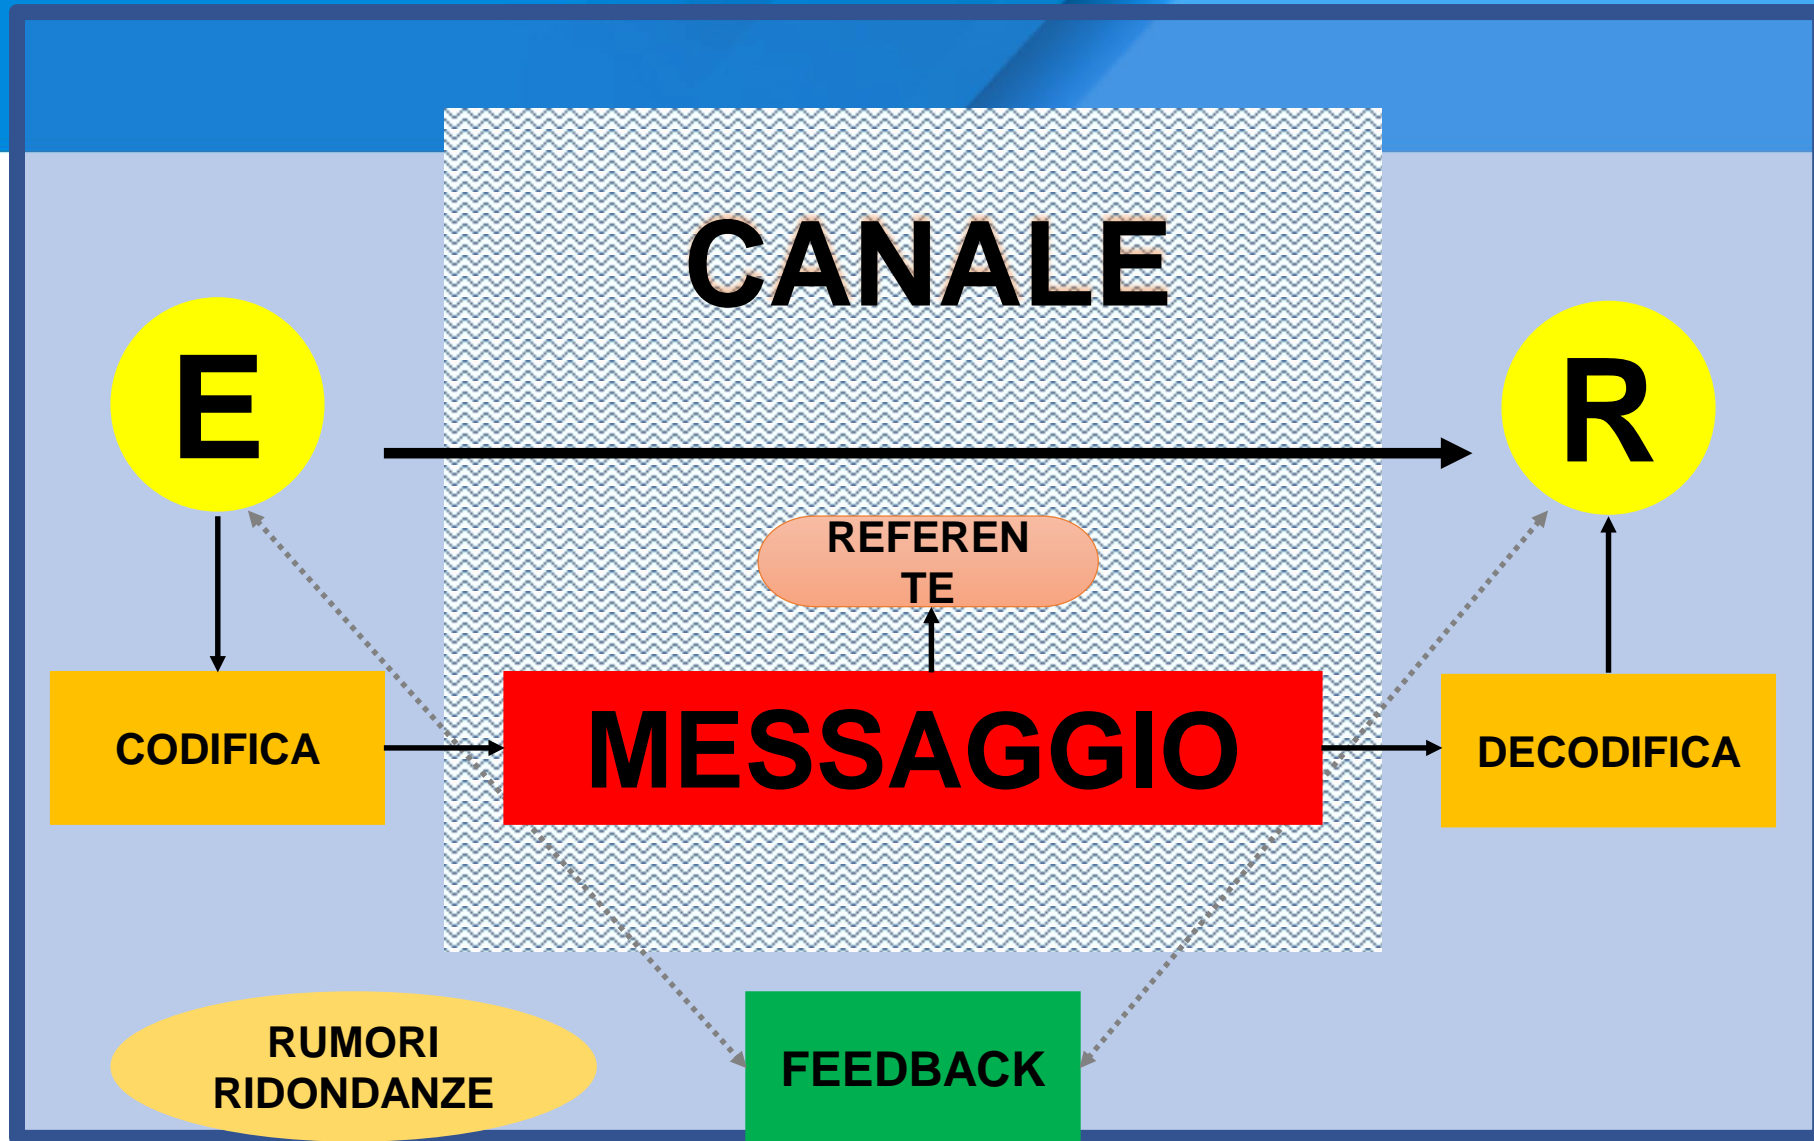 CANALE
E
R
REFEREN
TE
CODIFICA
MESSAGGIO
DECODIFICA
RUMORI
RIDONDANZE
FEEDBACK